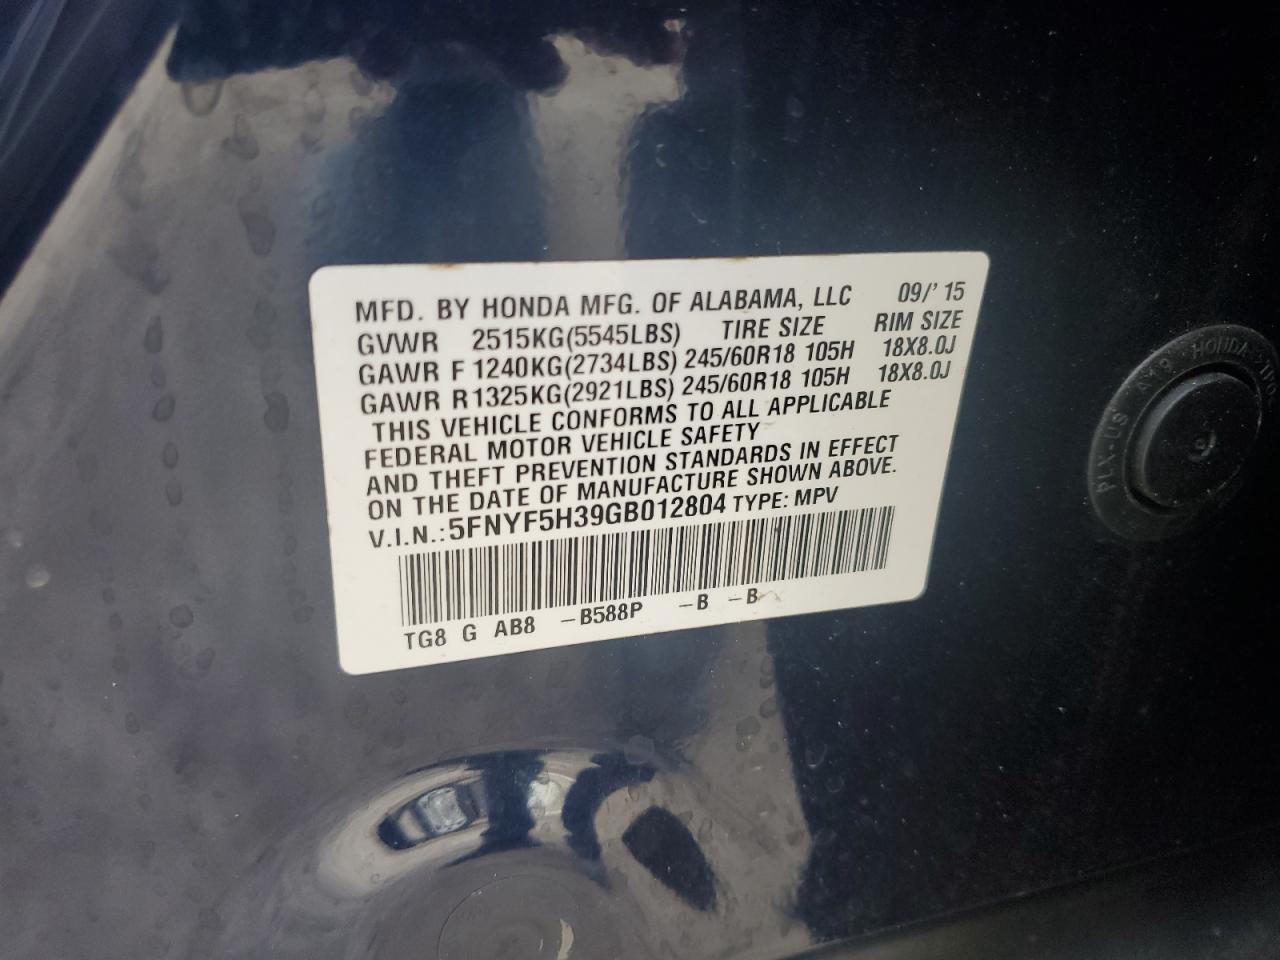 MFD. BY HONDA MFG. OF ALABAMA, LLC 09/' 15
GVWR 2515KG(5545LBS) TIRE SIZE RIM SIZE
GAWR F 1240KG(2734LBS) 245/60R18 105H 18X8.0J
GAWR R1325KG(2921LBS) 245/60R18 105H 18X8.0J
THIS VEHICLE CONFORMS TO ALL APPLICABLE
FEDERAL MOTOR VEHICLE SAFETY
AND THEFT PREVENTION STANDARDS IN EFFECT
ON THE DATE OF MANUFACTURE SHOWN ABOVE.
V.I.N.:5FNYF5H39GB012804 TYPE: MPV
TG8 G AB8 -B588P -B -B
PLX-US HONDA